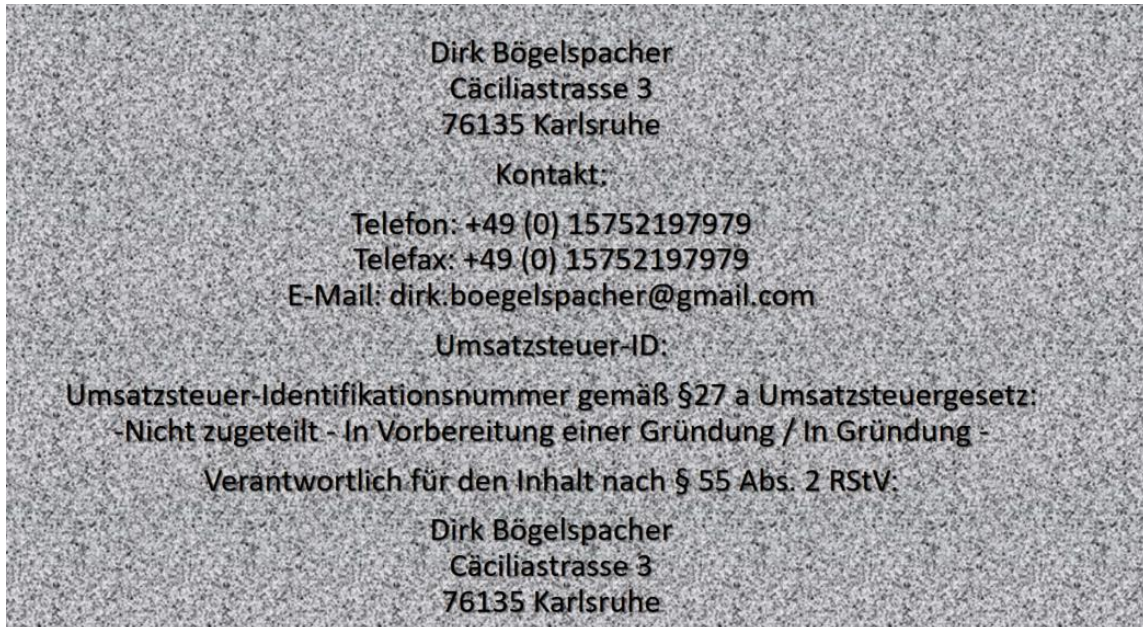 Dirk Bögelspacher
Cäciliastrasse 3
76135 Karlsruhe
Kontakt:
Telefon: +49 (0) 15752197979
Telefax: +49 (0) 15752197979
E-Mail: dirk.boegelspacher@gmail.com
Umsatzsteuer-ID:
Umsatzsteuer-Identifikationsnummer gemäß §27 a Umsatzsteuergesetz:
-Nicht zugeteilt - In Vorbereitung einer Gründung / In Gründung -
Verantwortlich für den Inhalt nach § 55 Abs. 2 RStV:
Dirk Bögelspacher
Cäciliastrasse 3
76135 Karlsruhe